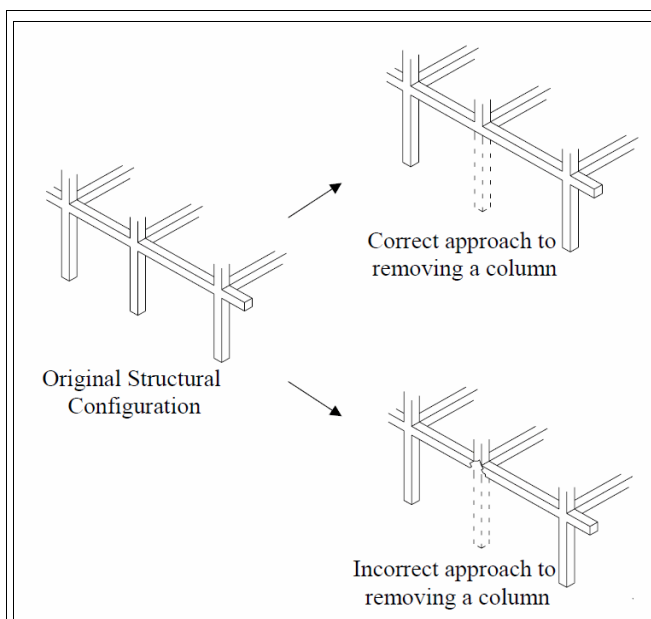 Correct approach to
removing a column
Original Structural
Configuration
Incorrect approach to
removing a column